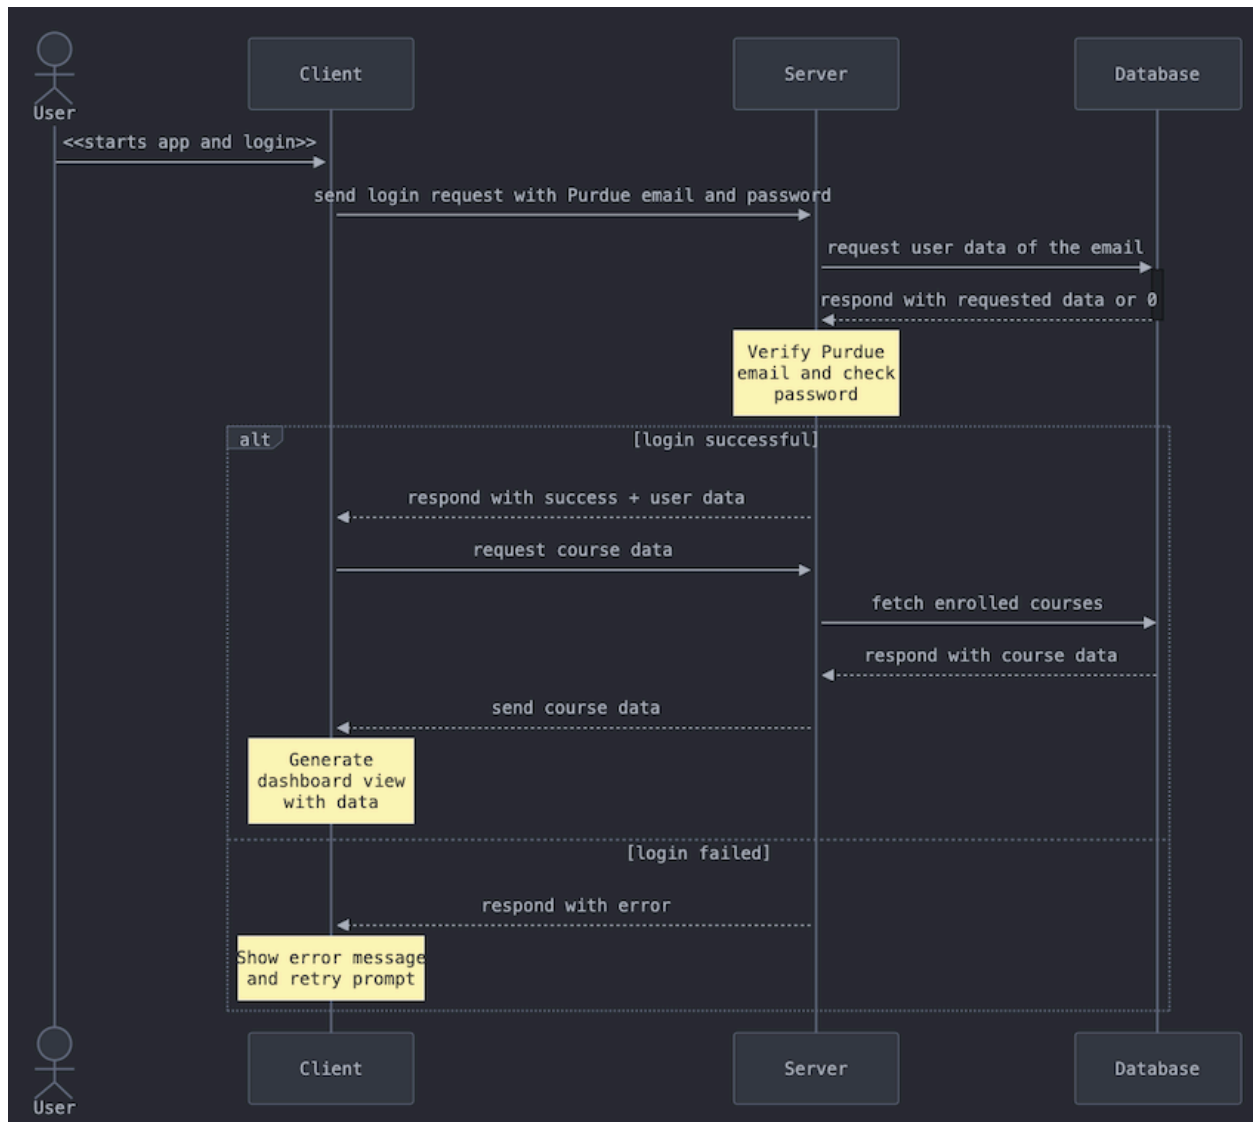 Client
Server
Database
User
<<starts app and login>>
send login request with Purdue email and password
request user data of the email
respond with requested data or 0
Verify Purdue
email and check
password
alt
[login successful]
respond with success + user data
request course data
fetch enrolled courses
respond with course data
send course data
Generate
dashboard view
with data
[login failed]
respond with error
Show error message
and retry prompt
Client
Server
Database
User